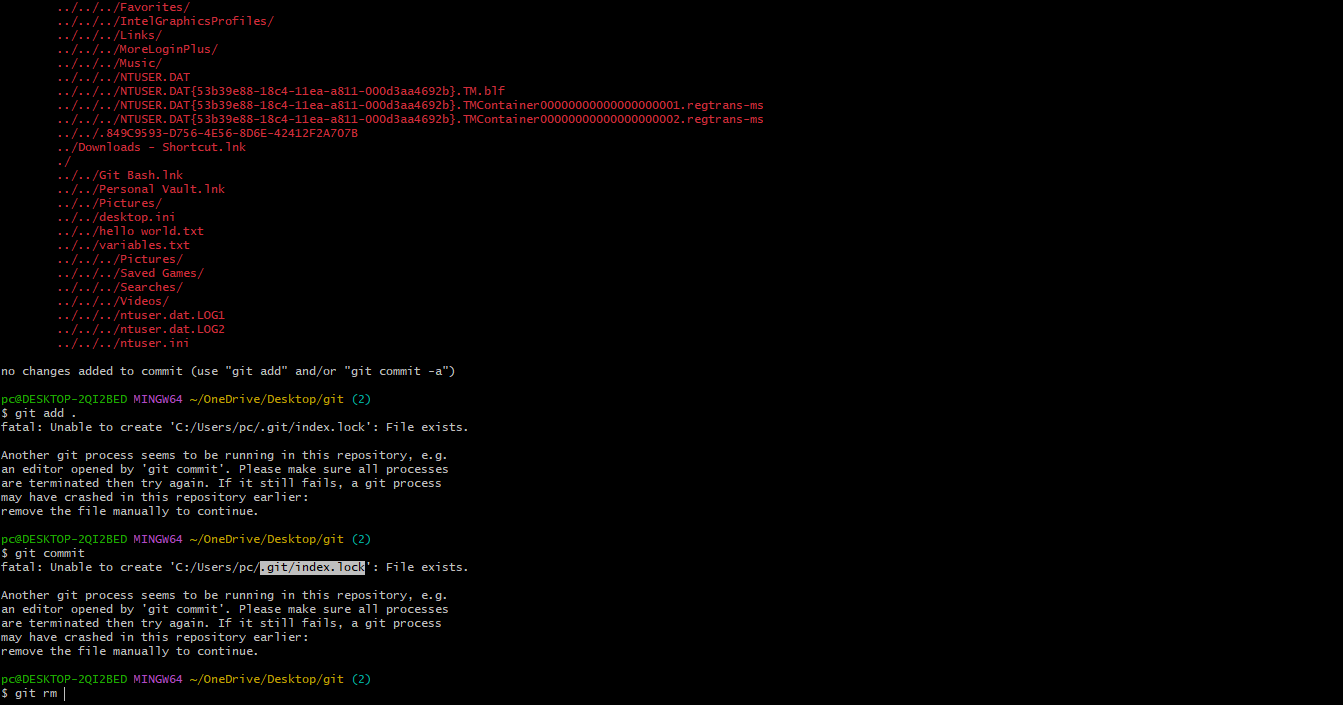 ../../../Favorites/
../../../IntelGraphicsProfiles/
../../../Links/
../../../MoreLoginPlus/
../../../Music/
../../../NTUSER.DAT
../../../NTUSER.DAT{53b39e88-18c4-11ea-a811-000d3aa4692b}.TM.blf
../../../NTUSER.DAT{53b39e88-18c4-11ea-a811-000d3aa4692b}.TMContainer00000000000000000001.regtrans-ms
../../../NTUSER.DAT{53b39e88-18c4-11ea-a811-000d3aa4692b}.TMContainer00000000000000000002.regtrans-ms
../../.849C9593-D756-4E56-8D6E-42412F2A707B
../Downloads - Shortcut.lnk
./
../../Git Bash.lnk
../../Personal Vault.lnk
../../Pictures/
../../desktop.ini
../../hello world.txt
../../variables.txt
../../../Pictures/
../../../Saved Games/
../../../Searches/
../../../Videos/
../../../ntuser.dat.LOG1
../../../ntuser.dat.LOG2
../../../ntuser.ini
no changes added to commit (use "git add" and/or "git commit -a")
pc@DESKTOP-2QI2BED MINGW64 ~/OneDrive/Desktop/git (2)
$ git add .
fatal: Unable to create 'C:/Users/pc/.git/index.lock': File exists.
Another git process seems to be running in this repository, e.g.
an editor opened by 'git commit'. Please make sure all processes
are terminated then try again. If it still fails, a git process
may have crashed in this repository earlier:
remove the file manually to continue.
pc@DESKTOP-2QI2BED MINGW64 ~/OneDrive/Desktop/git (2)
$ git commit
fatal: Unable to create 'C:/Users/pc/.git/index.lock': File exists.
Another git process seems to be running in this repository, e.g.
an editor opened by 'git commit'. Please make sure all processes
are terminated then try again. If it still fails, a git process
may have crashed in this repository earlier:
remove the file manually to continue.
pc@DESKTOP-2QI2BED MINGW64 ~/OneDrive/Desktop/git (2)
$ git rm